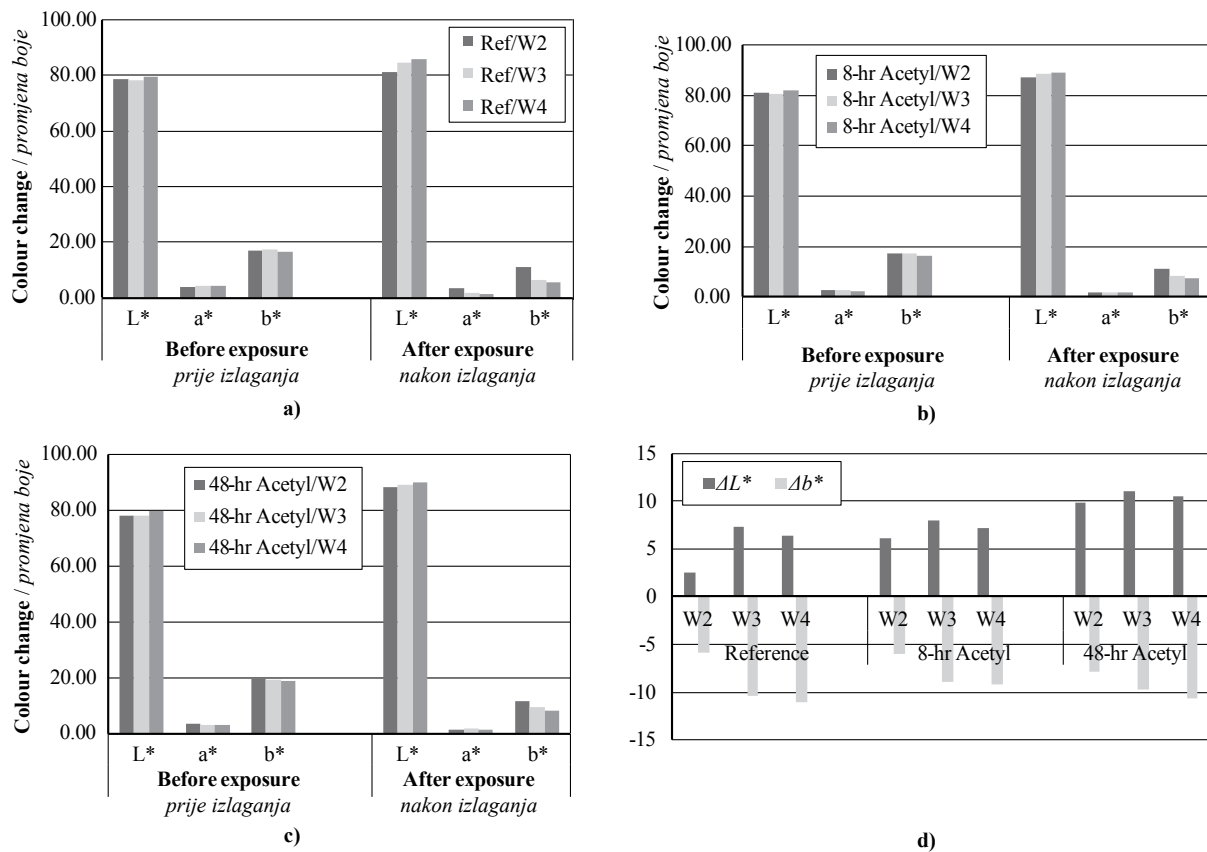 Colour change / promjena boje
100.00
80.00
60.00
40.00
20.00
0.00
Ref/W2
Ref/W3
Ref/W4
L* a* b* L* a* b*
Before exposure After exposure
prije izlaganja nakon izlaganja
a)
Colour change / promjena boje
100.00
80.00
60.00
40.00
20.00
0.00
8-hr Acetyl/W2
8-hr Acetyl/W3
8-hr Acetyl/W4
L* a* b* L* a* b*
Before exposure After exposure
prije izlaganja nakon izlaganja
b)
Colour change / promjena boje
100.00
80.00
60.00
40.00
20.00
0.00
48-hr Acetyl/W2
48-hr Acetyl/W3
48-hr Acetyl/W4
L* a* b* L* a* b*
Before exposure After exposure
prije izlaganja nakon izlaganja
c)
15
10
5
0
-5
-10
-15
ΔL* Δb*
W2 W3 W4 W2 W3 W4 W2 W3 W4
Reference 8-hr Acetyl 48-hr Acetyl
d)